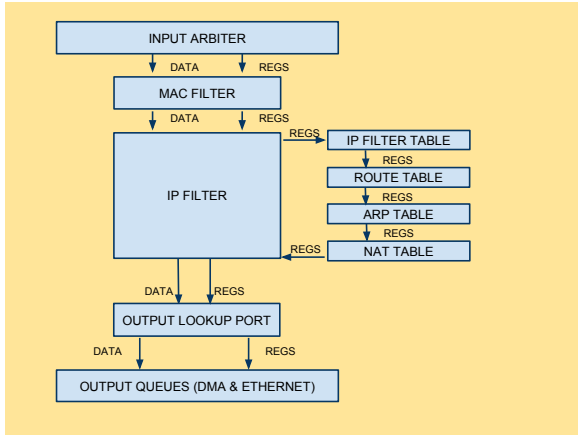 INPUT ARBITER
DATA REGS
MAC FILTER
DATA REGS
REGS
IP FILTER TABLE
REGS
ROUTE TABLE
IP FILTER
REGS
ARP TABLE
REGS
REGS
NAT TABLE
DATA REGS
OUTPUT LOOKUP PORT
DATA REGS
OUTPUT QUEUES (DMA & ETHERNET)